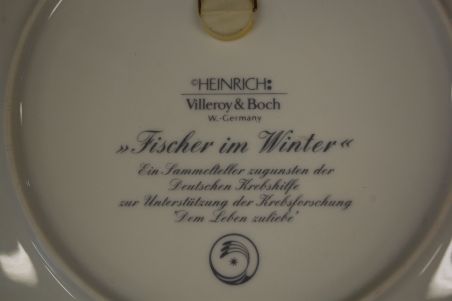 ©HEINRICH:
Villeroy & Boch
W.-Germany
»Fischer im Winter«
Ein Sammelteller zugunsten der
Deutschen Krebshilfe
zur Unterstützung der Krebsforschung
"Dem Leben zuliebe"